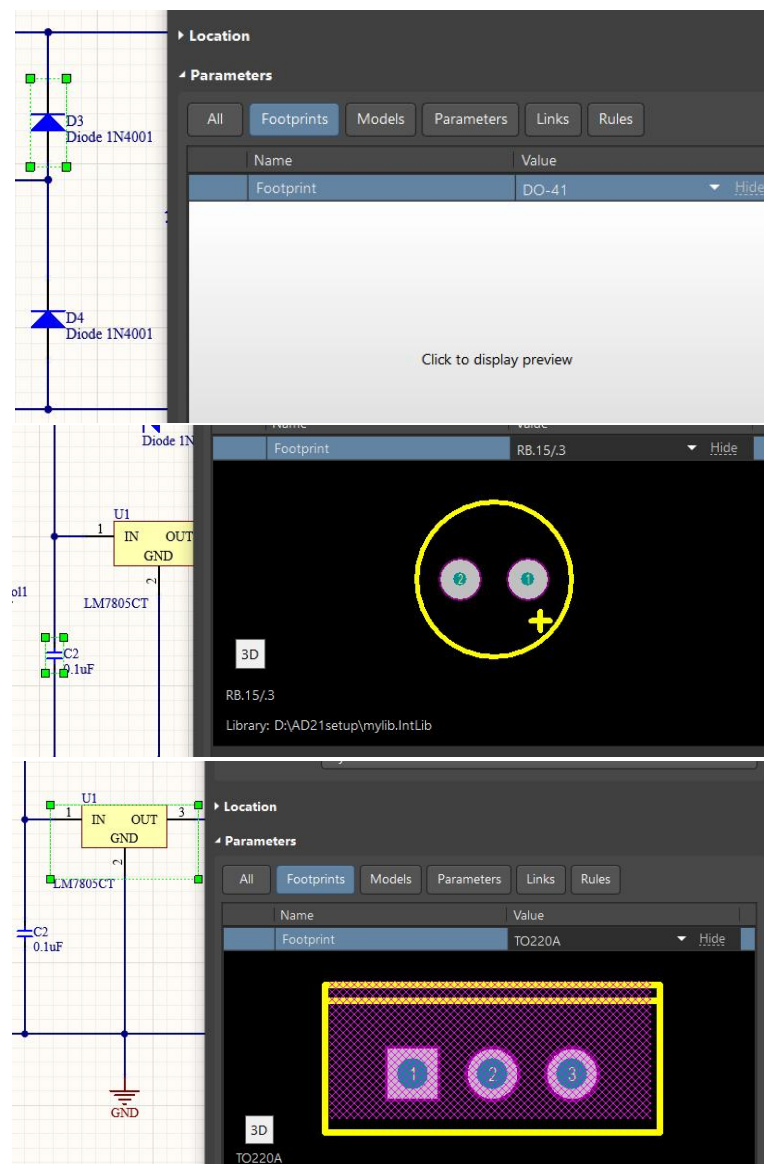 Location
Parameters
All Footprints Models Parameters Links Rules
Name Value
Footprint DO-41 Hide
D3
Diode 1N4001
D4
Diode 1N4001
Click to display preview
Name Value
Footprint RB.15/.3 Hide
Diode 1N
U1
1 IN OUT
GND
2
LM7805CT
C2
0.1uF
2 1
+
3D
RB.15/.3
Library: D:\AD21setup\mylib.IntLib
U1
1 IN OUT 3
GND
2
LM7805CT
C2
0.1uF
GND
Location
Parameters
All Footprints Models Parameters Links Rules
Name Value
Footprint TO220A Hide
1 2 3
3D
TO220A